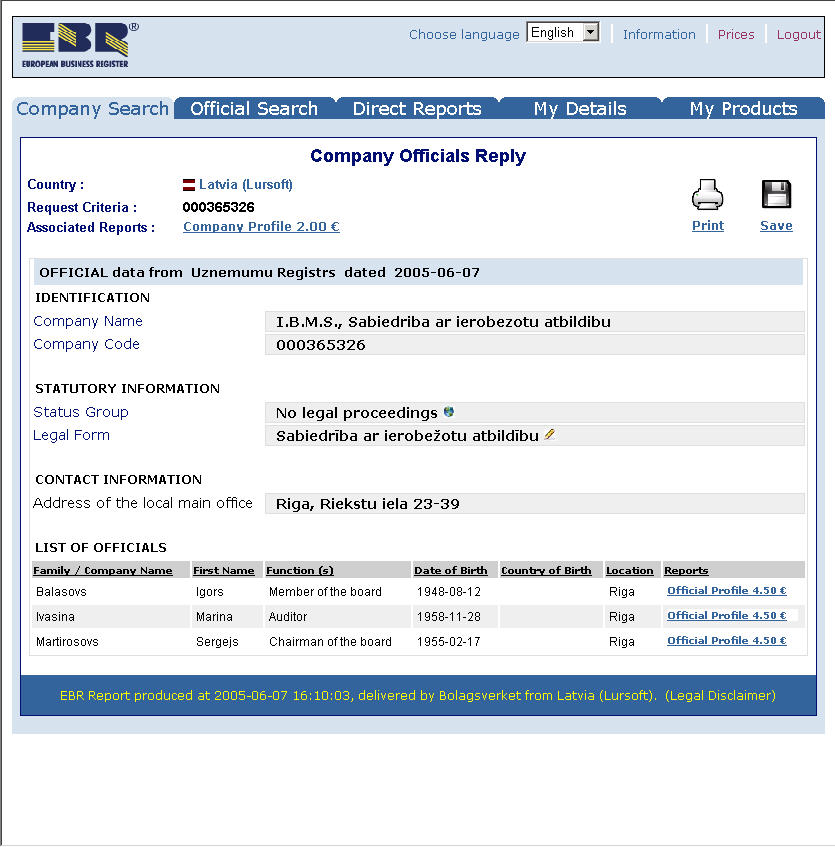 EBR®
EUROPEAN BUSINESS REGISTER
Choose language English Information Prices Logout
Company Search Official Search Direct Reports My Details My Products
Company Officials Reply
Country : Latvia (Lursoft)
Request Criteria : 000365326
Associated Reports : Company Profile 2.00 €
Print Save
OFFICIAL data from Uznemumu Registrs dated 2005-06-07
IDENTIFICATION
Company Name I.B.M.S., Sabiedriba ar ierobezotu atbildibu
Company Code 000365326
STATUTORY INFORMATION
Status Group No legal proceedings
Legal Form Sabiedrība ar ierobežotu atbildību
CONTACT INFORMATION
Address of the local main office Riga, Riekstu iela 23-39
LIST OF OFFICIALS
Family / Company Name First Name Function (s) Date of Birth Country of Birth Location Reports
Balasovs Igors Member of the board 1948-08-12 Riga Official Profile 4.50 €
Ivasina Marina Auditor 1958-11-28 Riga Official Profile 4.50 €
Martirosovs Sergejs Chairman of the board 1955-02-17 Riga Official Profile 4.50 €
EBR Report produced at 2005-06-07 16:10:03, delivered by Bolagsverket from Latvia (Lursoft). (Legal Disclaimer)